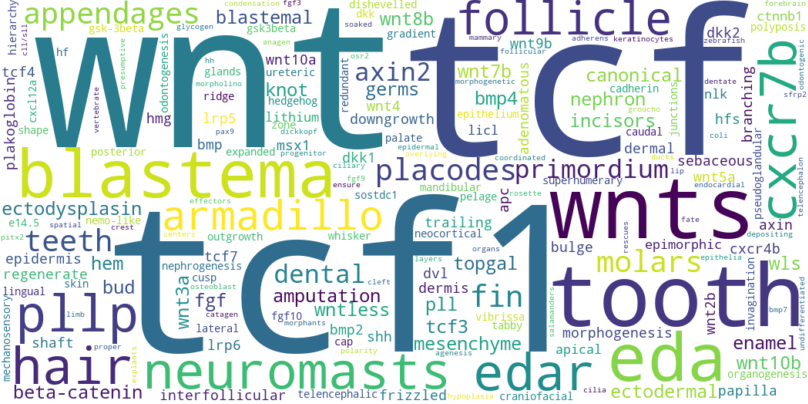 appendages
wnt
tcf
follicle
hierarchy
cli/sll
hf
gsk-3beta
condensation
fgf3
blastemal
gsk3beta
anagen
glycogen
soaked
dishevelled
dkk
wnt8b
gradient
follicular
osr2
mammary
wnt9b
adherens
keratinocytes
dkk2
zebrafish
ctnnb1
forebrain
polyposis
odontogenic
tcf4
cxcl12a
plakoglobin
shape
vertebrate
presumptive
morpholino
odontogenesis
glands
hmg
ridge
pax9
lrp5
bmp
wnt10a
ureteric
knot
hedgehog
lithium
zone
dickkopf
msx1
expanded
progenitor
hh
redundant
axin2
germs
wnt4
downgrowth
palate
epidermal
dkk1
ciliary
fgf9
ensure
wnt7b
morphogenetic
bmp4
epithelium
licl
overlying
adenomatous
coordinated
canonical
cadherin
nephron
incisors
groucho
caudal
dermal
nlk
junctions
dentate
hfs
coli
branching
sfrp2
cxcr7b
telencephalon
posterior
blastema
placodes
primordium
supernumerary
lip
ducts
sebaceous
wnt5a
endocardial
pseudoglandular
ectodysplasin
e14.5
nemo-like
spatial
crest
pitx2
effectors
armadillo
centers
sostdc1
mandibular
pelage
apc
rosette
wnts
axin
fate
depositing
teeth
epidermis
regenerate
lingual
skin
hem
bud
outgrowth
whisker
neocortical
trailing
organs
layers
tcf7
nephrogenesis
cusp
osteoblast
lateral
catagen
lrp6
wnt3a
fgf
fgf10
morphants
tcf1
dental
cleft
amputation
wntless
bmp2
cap
polarity
shh
agenesis
dvl
dermis
pll
tcf3
mesenchyme
topgal
fin
vibrissa
tabby
bulge
epimorphic
rescues
epithelia
cxcr4b
molars
wls
invagination
bmp7
undifferentiated
tooth
wnt2b
salamanders
morphogenesis
apical
enamel
wnt10b
organogenesis
mechanosensory
pllp
limb
shaft
proper
hair
explants
neuromasts
edar
eda
beta-catenin
interfollicular
telencephalic
frizzled
hypoplasia
craniofacial
cilia
ectodermal
papilla